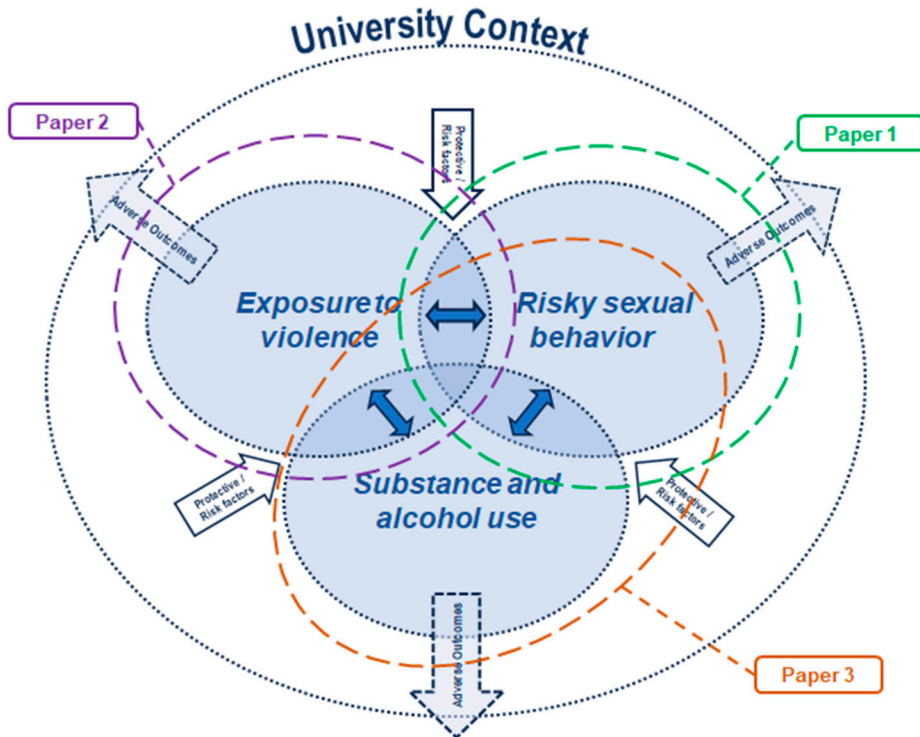 University Context
Paper 2
Paper 1
Protective /
Risk factors
Adverse Outcomes
Adverse Outcomes
Exposure to
violence
Risky sexual
behavior
Protective /
Risk factors
Substance and
alcohol use
Protective /
Risk factors
Adverse Outcomes
Paper 3